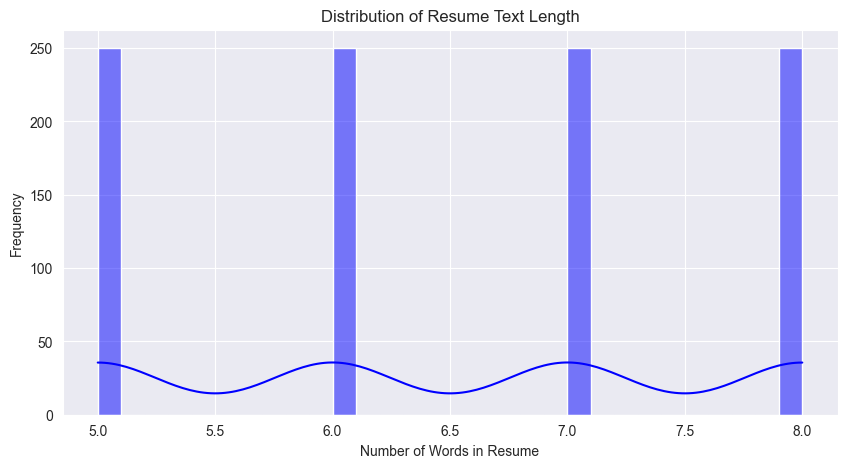 Distribution of Resume Text Length
Frequency
250
200
150
100
50
0
5.0 5.5 6.0 6.5 7.0 7.5 8.0
Number of Words in Resume